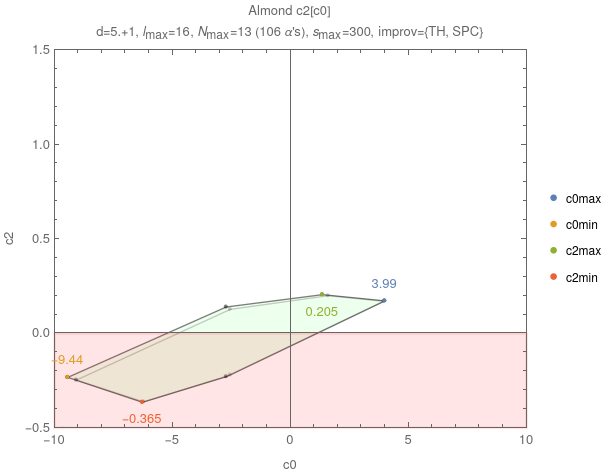 Almond c2[c0]
d=5.+1, lmax=16, Nmax=13 (106 α's), smax=300, improv={TH, SPC}
1.5
1.0
0.5
0.0
−0.5
c2
3.99
0.205
−9.44
−0.365
−10
−5
0
5
10
c0
c0max
c0min
c2max
c2min